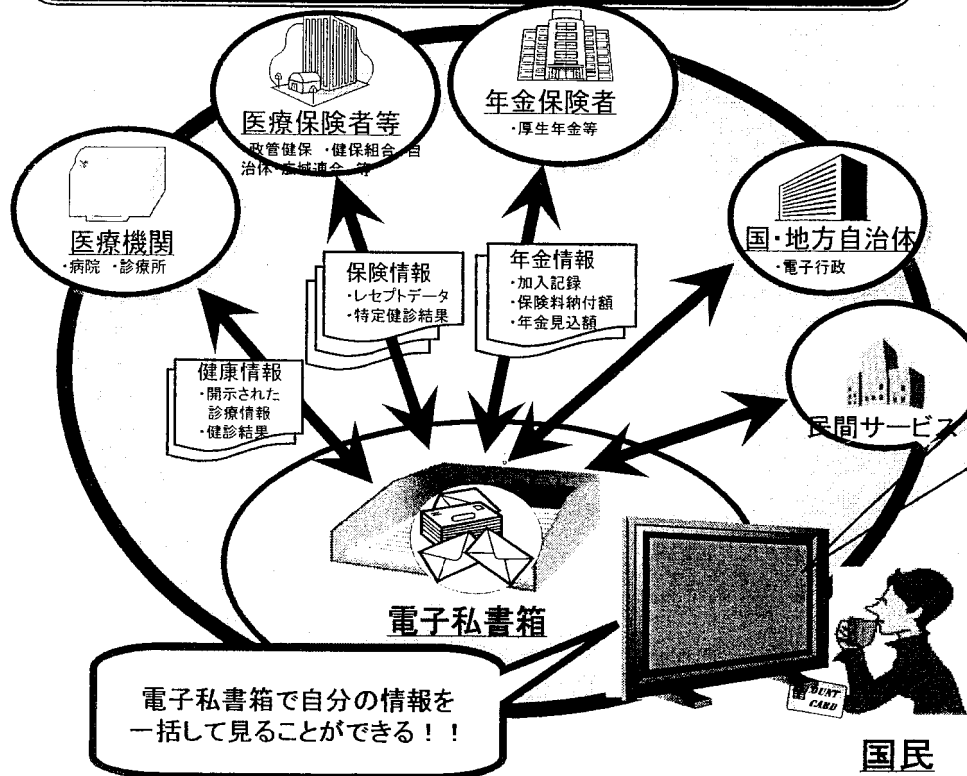 医療保険者等
・政管健保 ・健保組合・自
治体・広域連合 等
年金保険者
・厚生年金等
医療機関
・病院 ・診療所
国・地方自治体
・電子行政
保険情報
・レセプトデータ
・特定健診結果
年金情報
・加入記録
・保険料納付額
・年金見込額
健康情報
・開示された
診療情報
・健診結果
民間サービス
電子私書箱
電子私書箱で自分の情報を
一括して見ることができる！！
CARD
国民